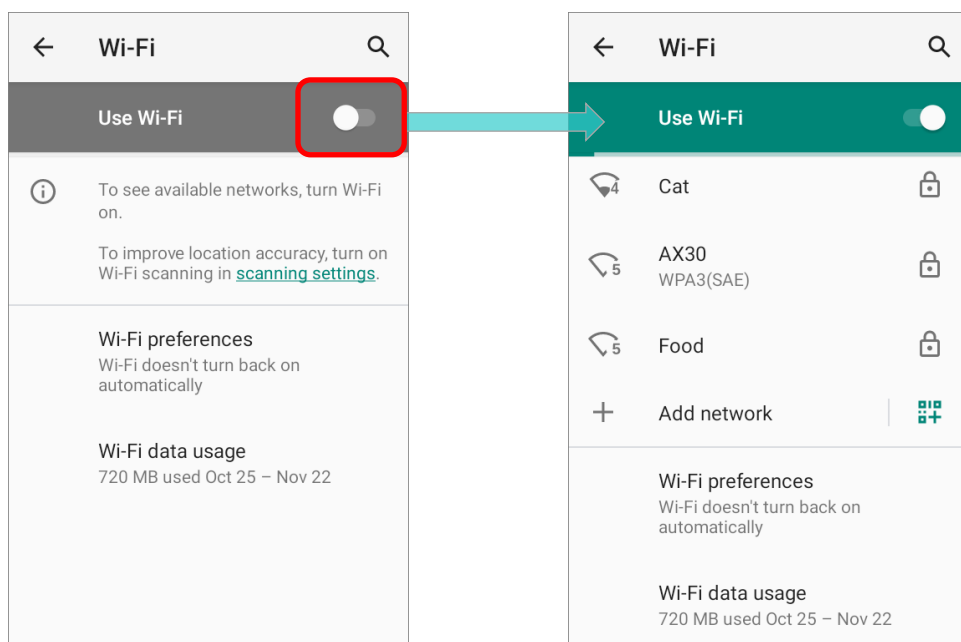 Wi-Fi
Use Wi-Fi
To see available networks, turn Wi-Fi
on.
To improve location accuracy, turn on
Wi-Fi scanning in scanning settings.
Wi-Fi preferences
Wi-Fi doesn't turn back on
automatically
Wi-Fi data usage
720 MB used Oct 25 – Nov 22
Wi-Fi
Use Wi-Fi
4
Cat
5
AX30
WPA3(SAE)
5
Food
Add network
Wi-Fi preferences
Wi-Fi doesn't turn back on
automatically
Wi-Fi data usage
720 MB used Oct 25 – Nov 22